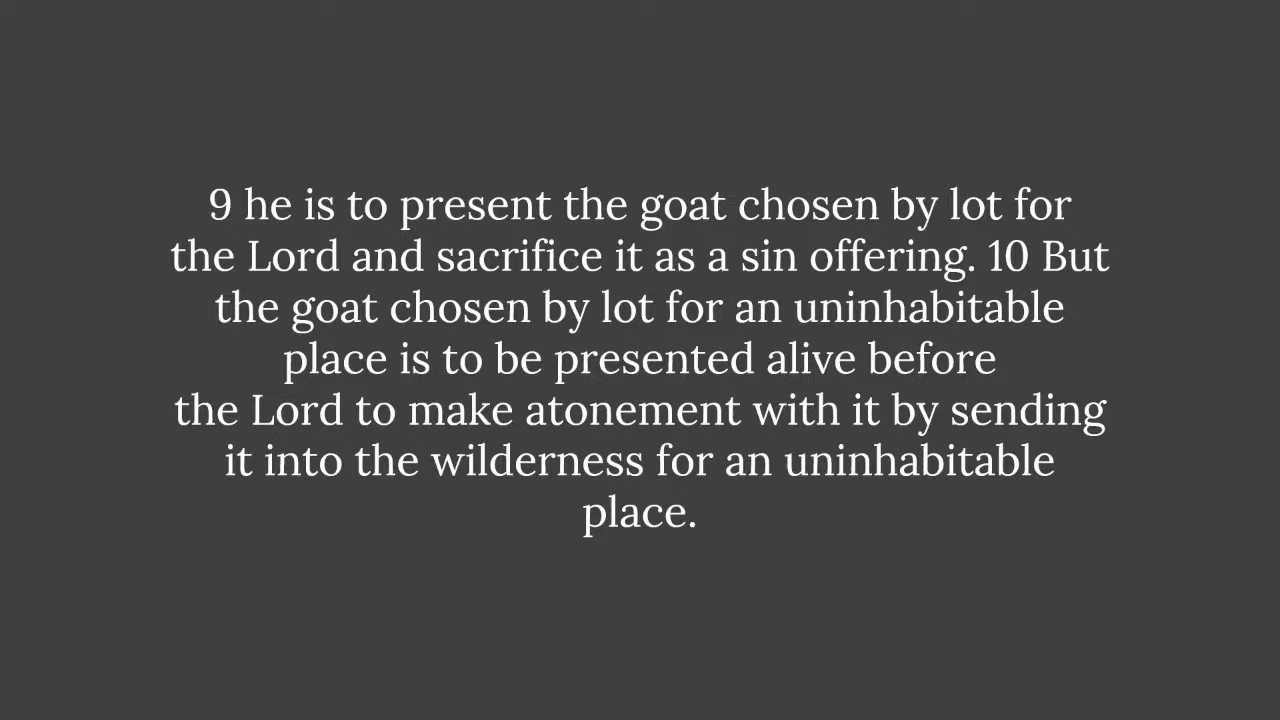 9 he is to present the goat chosen by lot for
the Lord and sacrifice it as a sin offering. 10 But
the goat chosen by lot for an uninhabitable
place is to be presented alive before
the Lord to make atonement with it by sending
it into the wilderness for an uninhabitable
place.